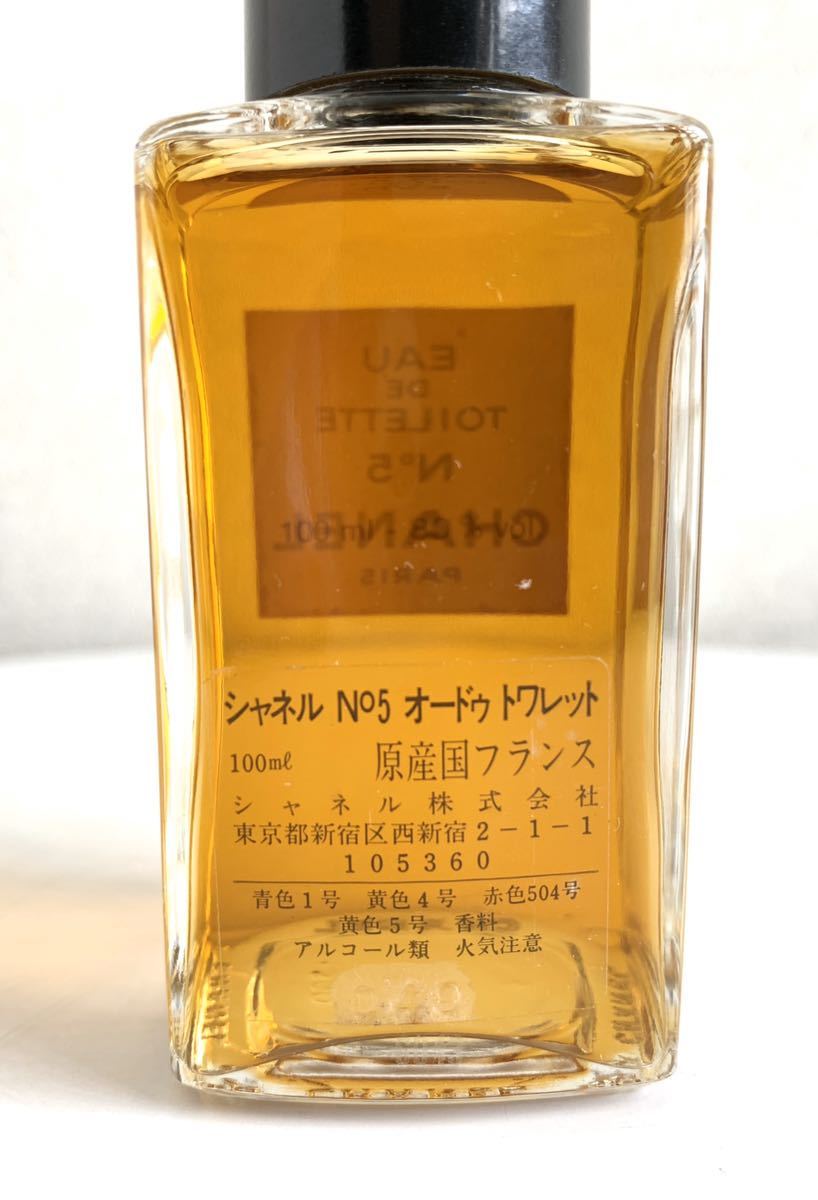 EAU
DE
TOILETTE
Nº5
CHANEL
PARIS
100 ml
シャネル Nº5 オードゥ トワレット
100mℓ 原産国フランス
シャネル株式会社
東京都新宿区西新宿2-1-1
105360
青色1号 黄色4号 赤色504号
黄色5号 香料
アルコール類 火気注意